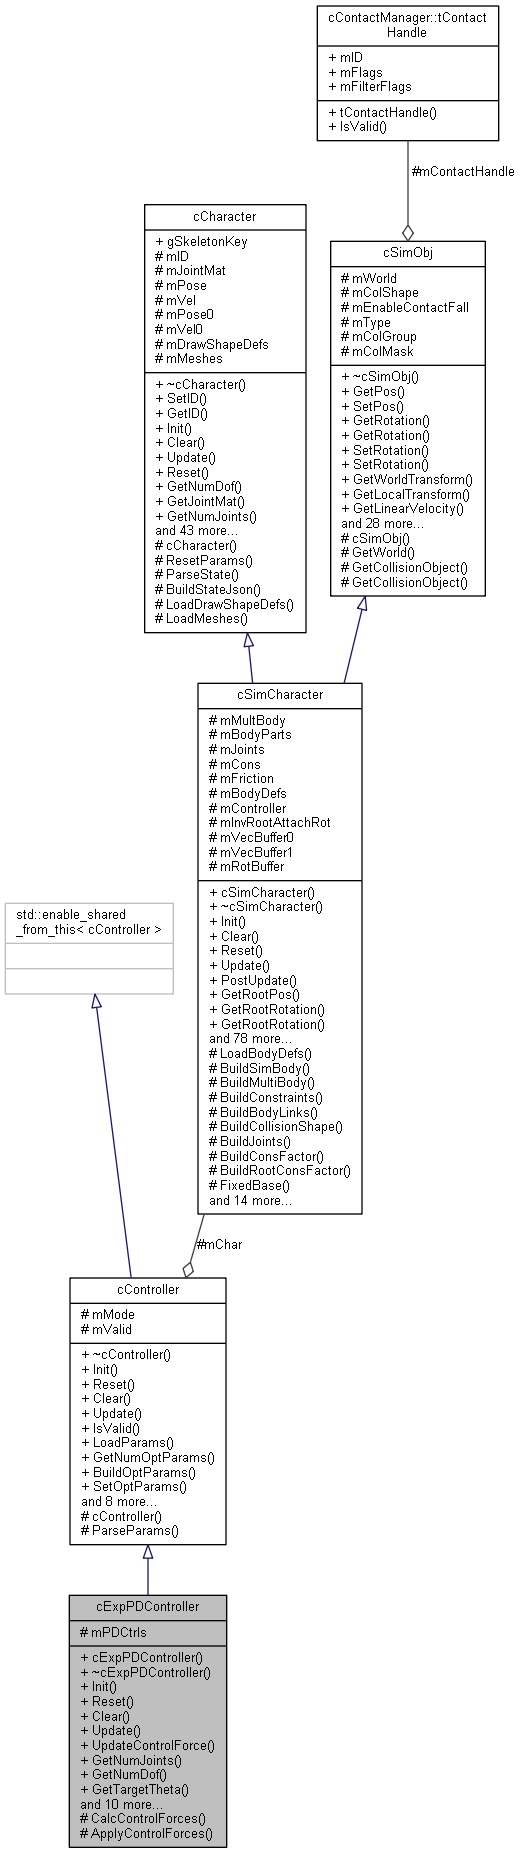 cContactManager::tContact
Handle
+ mID
+ mFlags
+ mFilterFlags
+ tContactHandle()
+ IsValid()
#mContactHandle
cCharacter
+ gSkeletonKey
# mID
# mJointMat
# mPose
# mVel
# mPose0
# mVel0
# mDrawShapeDefs
# mMeshes
+ ~cCharacter()
+ SetID()
+ GetID()
+ Init()
+ Clear()
+ Update()
+ Reset()
+ GetNumDof()
+ GetJointMat()
+ GetNumJoints()
and 43 more...
# cCharacter()
# ResetParams()
# ParseState()
# BuildStateJson()
# LoadDrawShapeDefs()
# LoadMeshes()
cSimObj
# mWorld
# mColShape
# mEnableContactFall
# mType
# mColGroup
# mColMask
+ ~cSimObj()
+ GetPos()
+ SetPos()
+ GetRotation()
+ GetRotation()
+ SetRotation()
+ SetRotation()
+ GetWorldTransform()
+ GetLocalTransform()
+ GetLinearVelocity()
and 28 more...
# cSimObj()
# GetWorld()
# GetCollisionObject()
# GetCollisionObject()
cSimCharacter
# mMultBody
# mBodyParts
# mJoints
# mCons
# mFriction
# mBodyDefs
# mController
# mInvRootAttachRot
# mVecBuffer0
# mVecBuffer1
# mRotBuffer
+ cSimCharacter()
+ ~cSimCharacter()
+ Init()
+ Clear()
+ Reset()
+ Update()
+ PostUpdate()
+ GetRootPos()
+ GetRootRotation()
+ GetRootRotation()
and 78 more...
# LoadBodyDefs()
# BuildSimBody()
# BuildMultiBody()
# BuildConstraints()
# BuildBodyLinks()
# BuildCollisionShape()
# BuildJoints()
# BuildConsFactor()
# BuildRootConsFactor()
# FixedBase()
and 14 more...
std::enable_shared
_from_this< cController >
#mChar
cController
# mMode
# mValid
+ ~cController()
+ Init()
+ Reset()
+ Clear()
+ Update()
+ IsValid()
+ LoadParams()
+ GetNumOptParams()
+ BuildOptParams()
+ SetOptParams()
and 8 more...
# cController()
# ParseParams()
cExpPDController
# mPDCtrls
+ cExpPDController()
+ ~cExpPDController()
+ Init()
+ Reset()
+ Clear()
+ Update()
+ UpdateControlForce()
+ GetNumJoints()
+ GetNumDof()
+ GetTargetTheta()
and 10 more...
# CalcControlForces()
# ApplyControlForces()